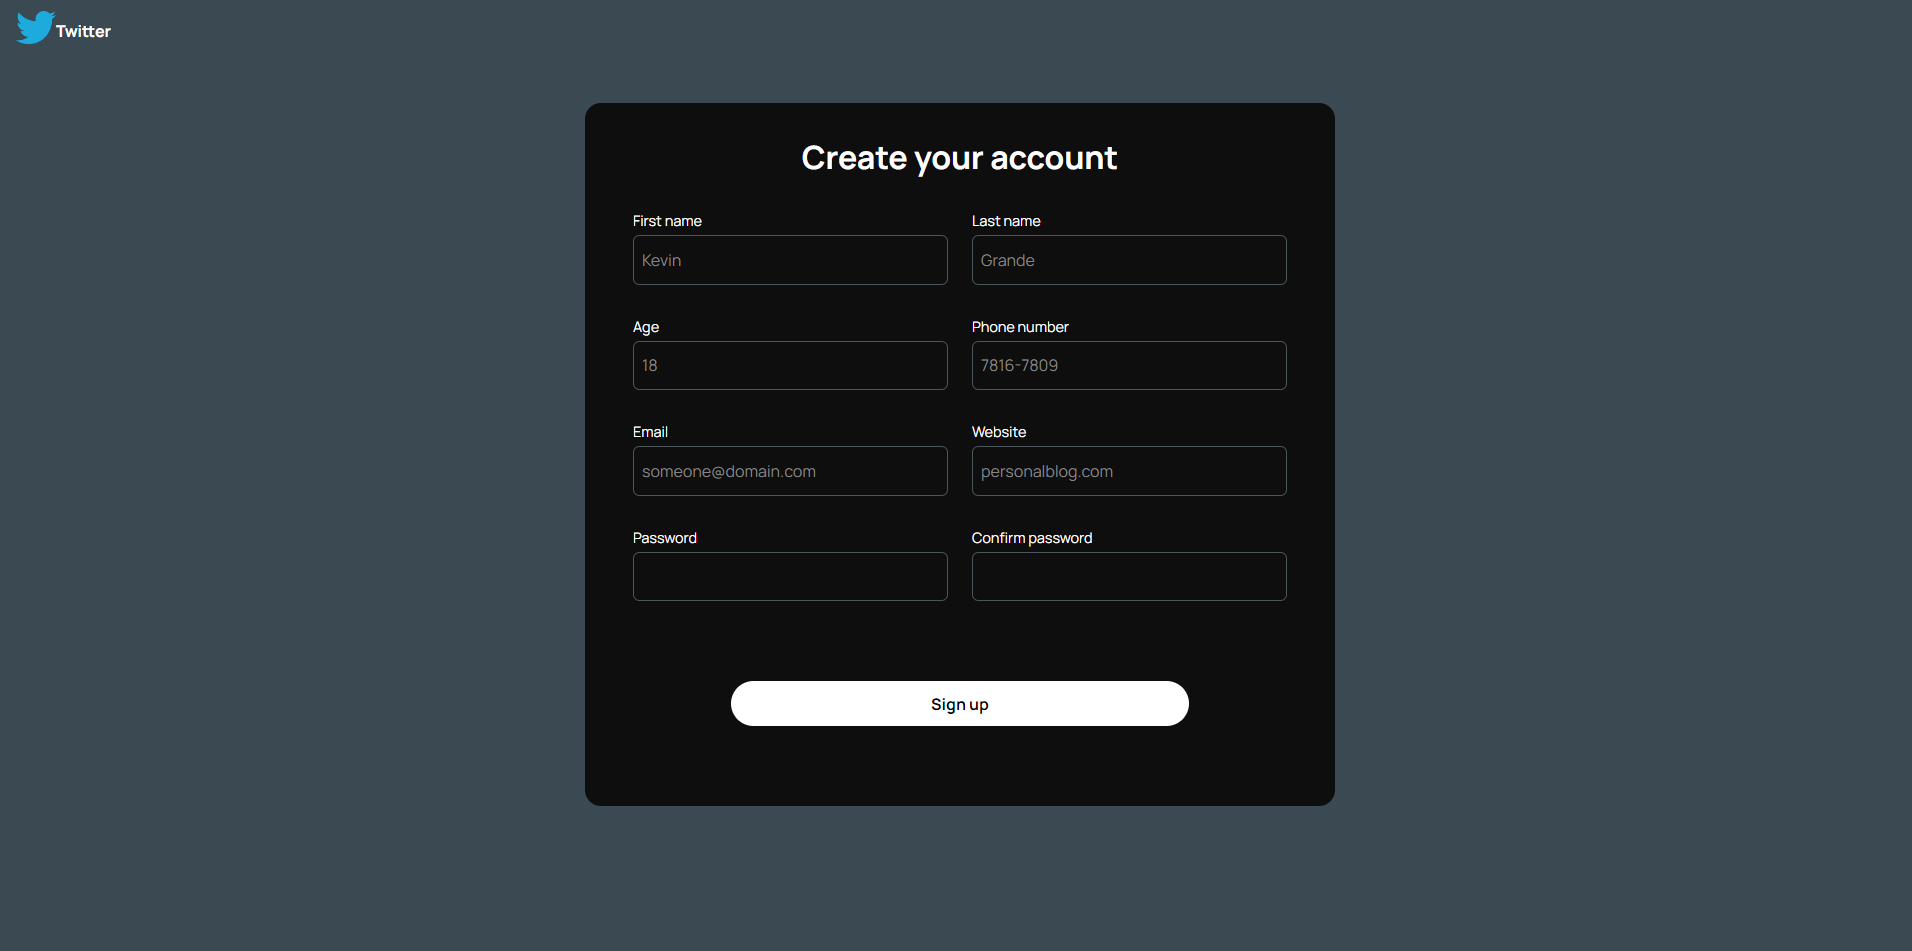 Twitter
Create your account
First name
Last name
Kevin
Grande
Age
Phone number
18
7816-7809
Email
Website
someone@domain.com
personalblog.com
Password
Confirm password
Sign up